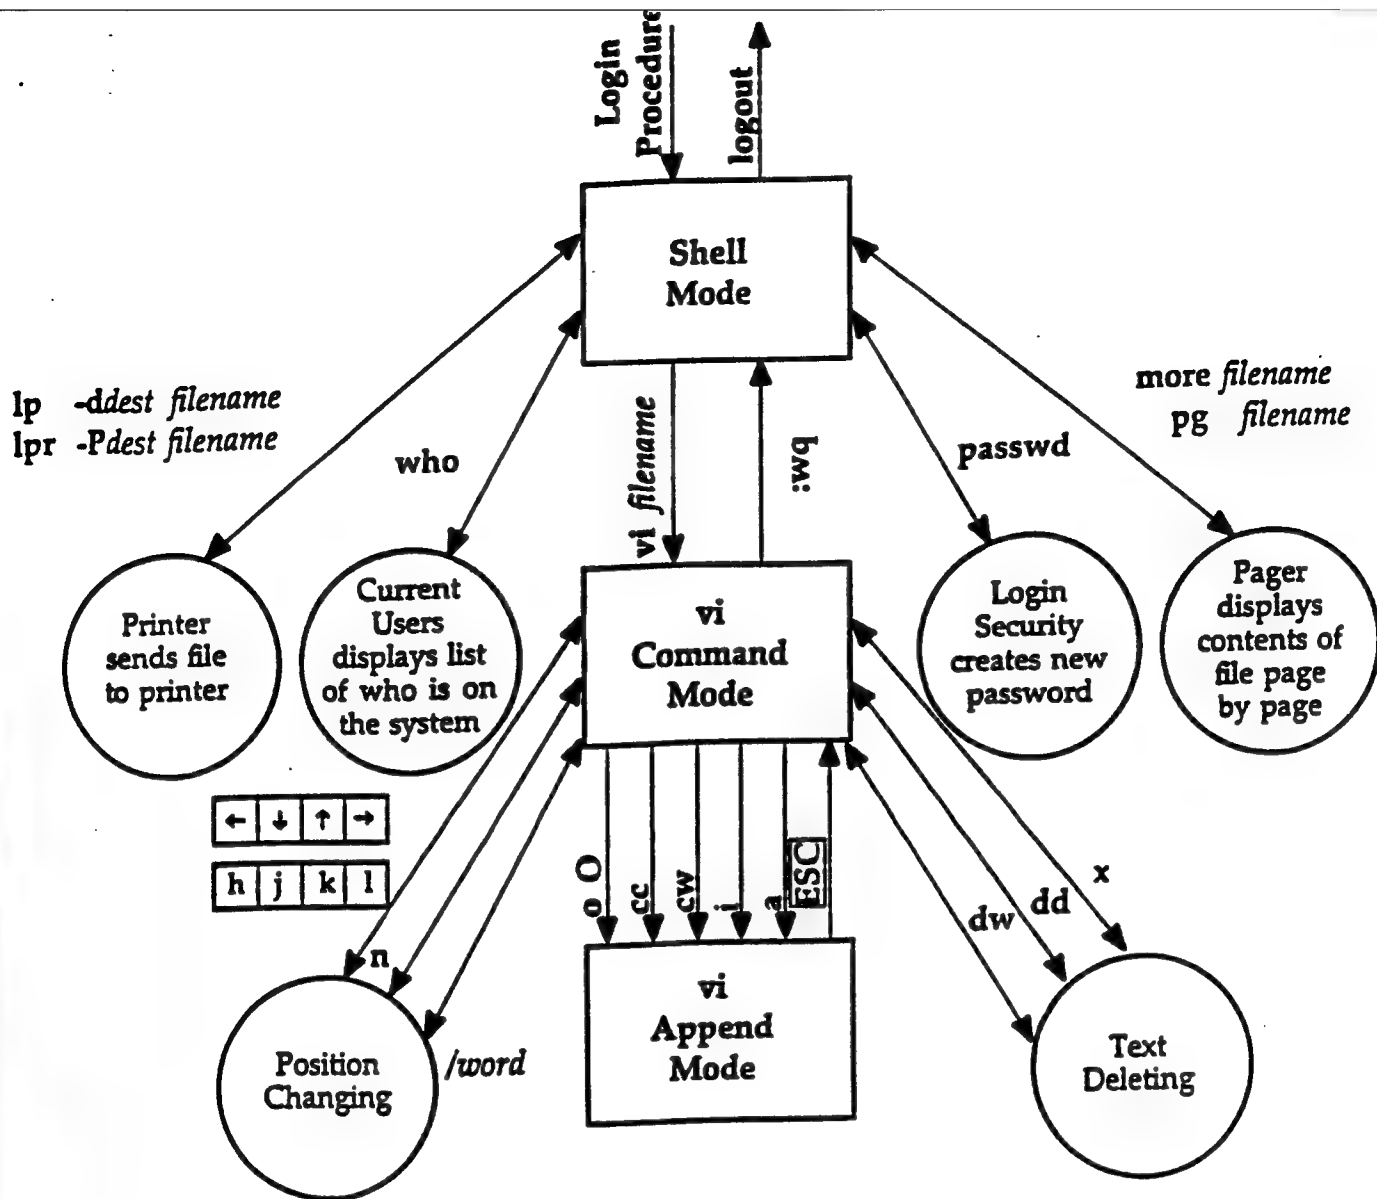 Login
Procedure
logout
Shell
Mode
lp -ddest filename
lpr -Pdest filename
who
vi filename
:wq
passwd
more filename
pg filename
Printer
sends file
to printer
Current
Users
displays list
of who is on
the system
vi
Command
Mode
Login
Security
creates new
password
Pager
displays
contents of
file page
by page
← ↓ ↑ →
h j k l
n
/word
o O
cc
cw
i
a
ESC
dw
dd
x
Position
Changing
vi
Append
Mode
Text
Deleting